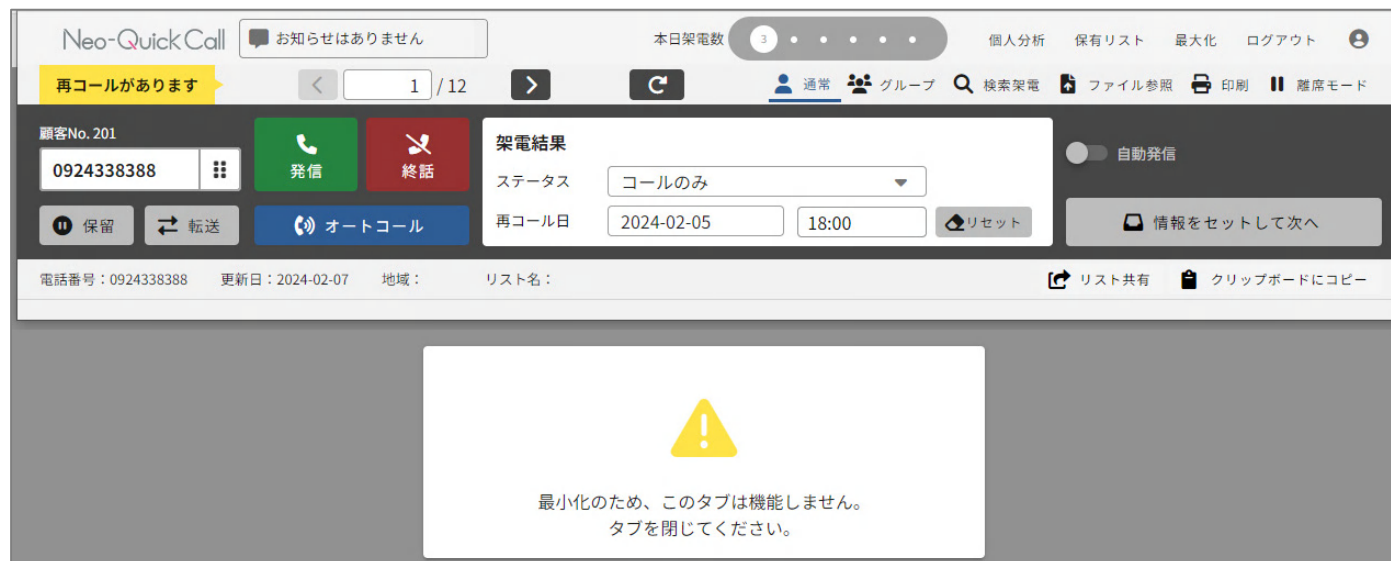 Neo-QuickCall お知らせはありません 本日架電数 3 個人分析 保有リスト 最大化 ログアウト
再コールがあります 1 / 12 通常 グループ 検索架電 ファイル参照 印刷 離席モード
顧客No. 201
0924338388 発信 終話
架電結果
ステータス コールのみ
自動発信
保留 転送 オートコール
再コール日 2024-02-05 18:00 リセット
情報をセットして次へ
電話番号：0924338388 更新日：2024-02-07 地域： リスト名： リスト共有 クリップボードにコピー
最小化のため、このタブは機能しません。
タブを閉じてください。